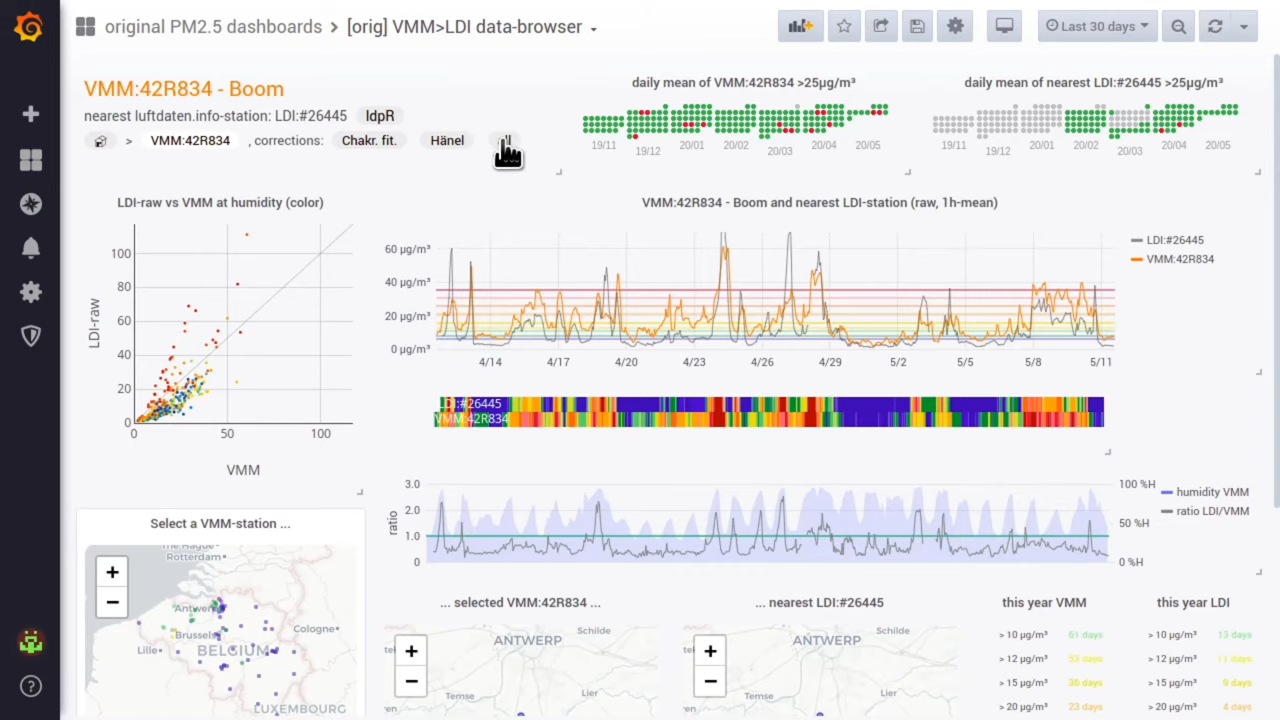 original PM2.5 dashboards > [orig] VMM>LDI data-browser
Last 30 days
VMM:42R834 - Boom
nearest luftdaten.info-station: LDI:#26445 ldpR
> VMM:42R834 , corrections: Chakr. fit. Hänel
daily mean of VMM:42R834 >25µg/m³
19/11 19/12 20/01 20/02 20/03 20/04 20/05
daily mean of nearest LDI:#26445 >25µg/m³
19/11 19/12 20/01 20/02 20/03 20/04 20/05
LDI-raw vs VMM at humidity (color)
LDI-raw
100
80
60
40
20
0
0 50 100
VMM
VMM:42R834 - Boom and nearest LDI-station (raw, 1h-mean)
60 µg/m³
40 µg/m³
20 µg/m³
0 µg/m³
4/14 4/17 4/20 4/23 4/26 4/29 5/2 5/5 5/8 5/11
LDI:#26445
VMM:42R834
LDI:#26445
VMM:42R834
ratio
3.0
2.0
1.0
0
100 %H
50 %H
0 %H
humidity VMM
ratio LDI/VMM
Select a VMM-station ...
+
−
The Hague
Rotterdam
Antwerp
Brussels
Cologne
Lille
BELGIUM
LUXEMBOURG
... selected VMM:42R834 ...
+
−
Schilde
ANTWERP
Temse
Lier
... nearest LDI:#26445
+
−
Schilde
ANTWERP
Temse
Lier
this year VMM
> 10 µg/m³ 61 days
> 12 µg/m³ 53 days
> 15 µg/m³ 36 days
> 20 µg/m³ 23 days
this year LDI
> 10 µg/m³ 13 days
> 12 µg/m³ 11 days
> 15 µg/m³ 9 days
> 20 µg/m³ 4 days